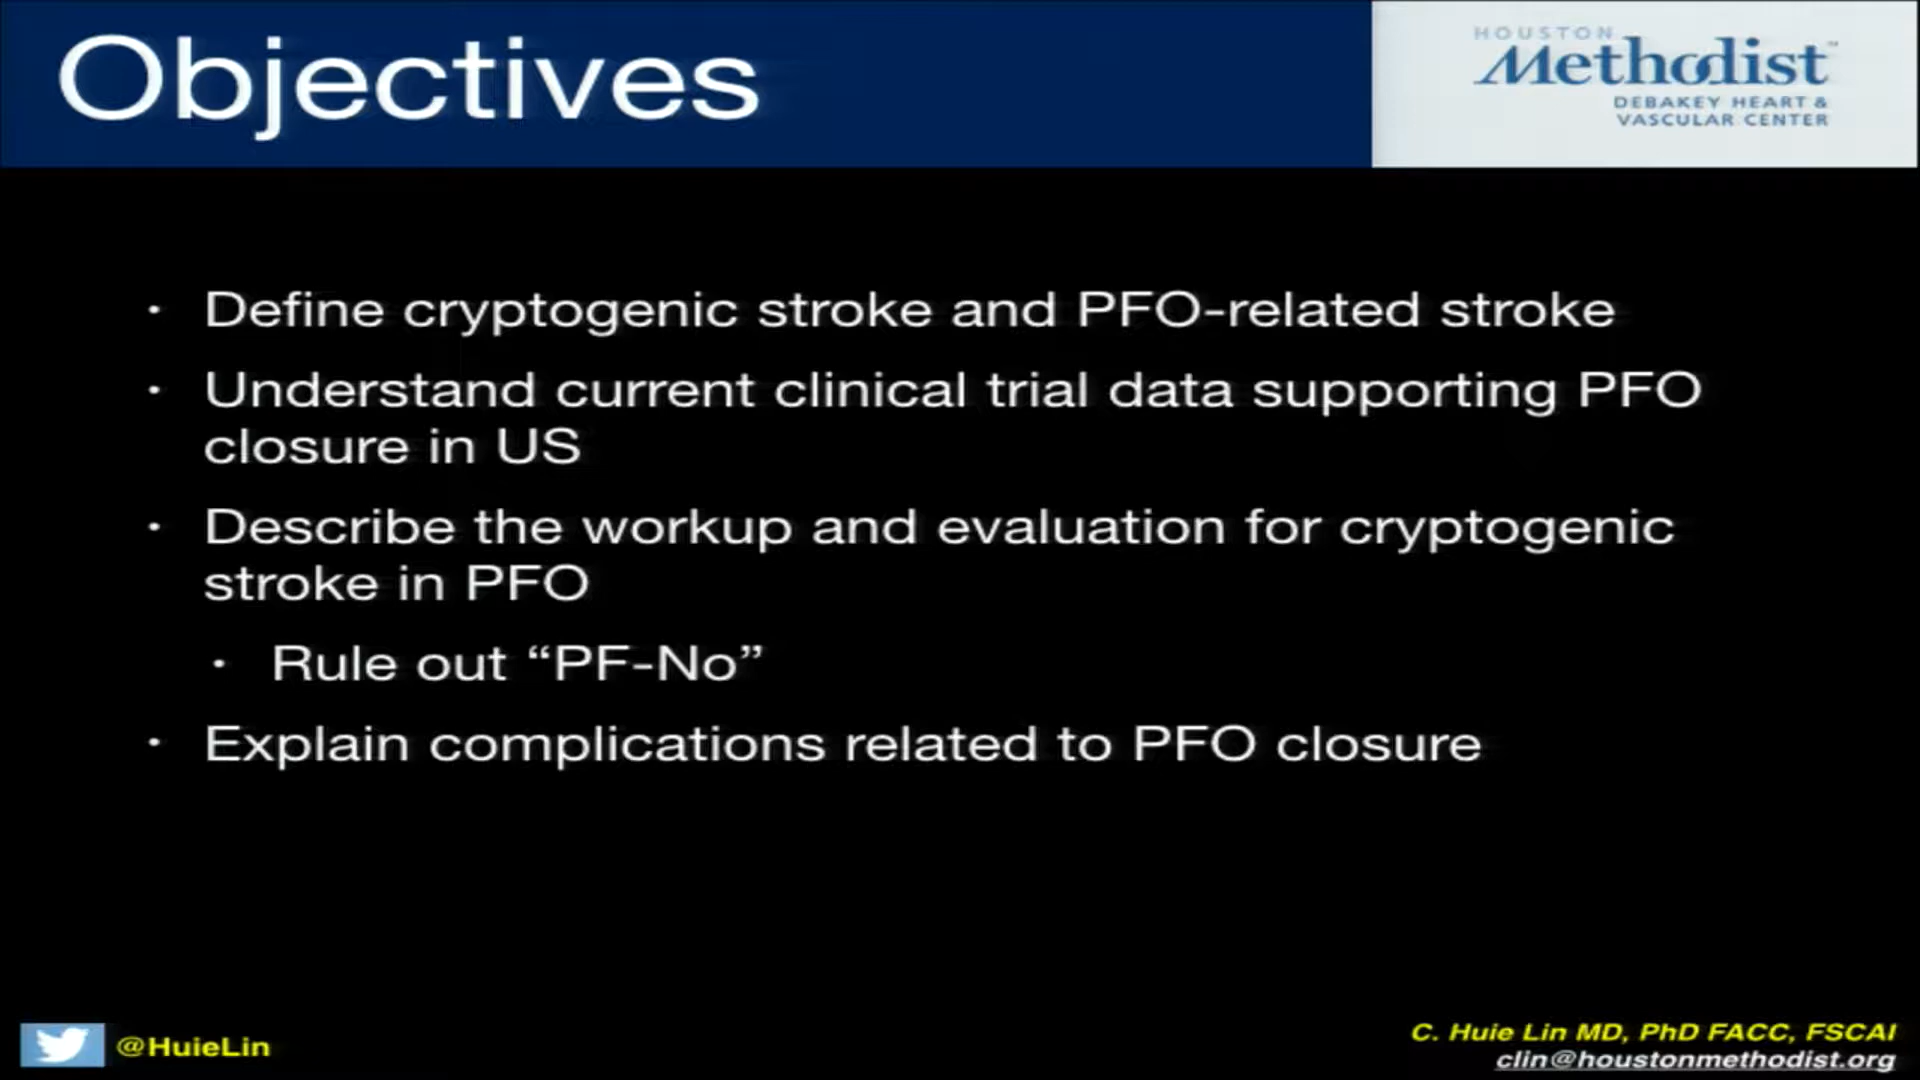 Objectives
HOUSTON
Methodist™
DEBAKEY HEART &
VASCULAR CENTER
• Define cryptogenic stroke and PFO-related stroke
• Understand current clinical trial data supporting PFO
closure in US
• Describe the workup and evaluation for cryptogenic
stroke in PFO
• Rule out “PF-No”
• Explain complications related to PFO closure
@HuieLin
C. Huie Lin MD, PhD FACC, FSCAI
clin@houstonmethodist.org